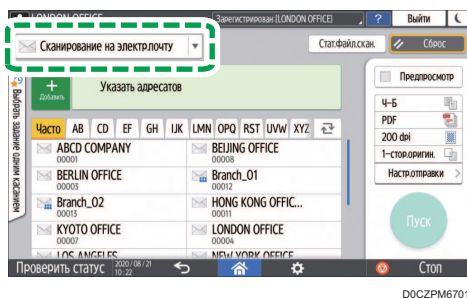 LONDON OFFICE
Зарегистрирован:[LONDON OFFICE]
? Выйти
Сканирование на электр.почту
Стат.файл.скан.
Сброс
Выбрать задание одним касанием
+
Добавить
Указать адресатов
Предпросмотр
Часто AB CD EF GH IJK LMN OPQ RST UVW XYZ
Ч-Б
PDF
200 dpi
1-стор.оригин.
Настр.отправки
ABCD COMPANY
00001
BEIJING OFFICE
00008
BERLIN OFFICE
00003
Branch_01
00012
Branch_02
00013
HONG KONG OFFIC...
00011
KYOTO OFFICE
00007
LONDON OFFICE
00004
LOS ANGELES
NEW YORK OFFICE
Пуск
Проверить статус
2020/08/21
10:22
Стоп
D0CZPM6701